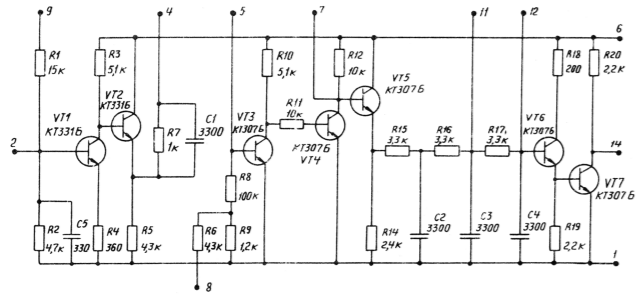 9
4
5
7
11
12
6
R1
15к
R3
5,1к
VT2
КТ331Б
VT1
КТ331Б
R7
1к
C1
3300
VT3
КТ307Б
R10
5,1к
R11
10к
КТ307Б
VT4
R12
10к
VT5
КТ307Б
R15
3,3к
R16
3,3к
R17
3,3к
VT6
КТ307Б
R18
200
R20
2,2к
2
14
VT7
КТ307Б
R8
100к
R2
4,7к
C5
330
R4
360
R5
4,3к
R6
4,3к
R9
1,2к
R14
2,4к
C2
3300
C3
3300
C4
3300
R19
2,2к
1
8